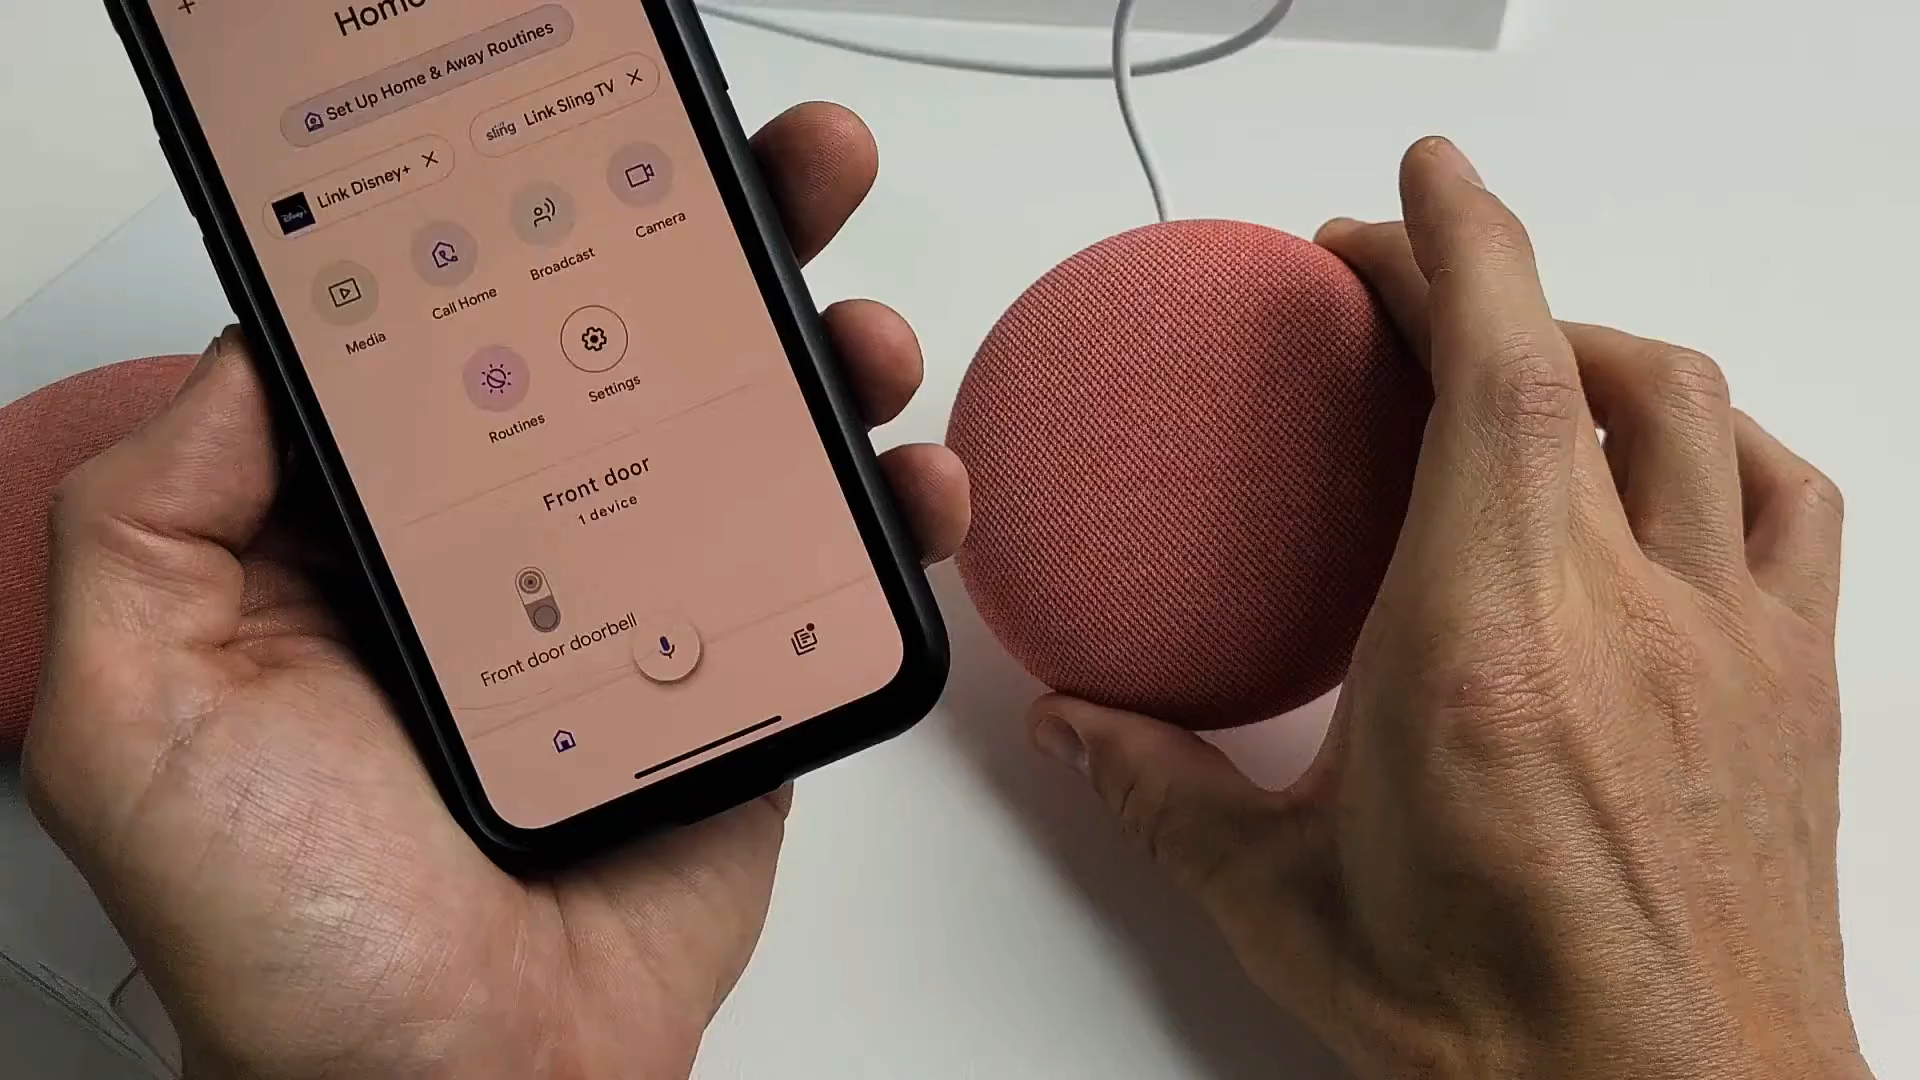 +
Home
Set Up Home & Away Routines
sling Link Sling TV ×
Disney+ Link Disney+ ×
Media
Call Home
Broadcast
Camera
Routines
Settings
Front door
1 device
Front door doorbell